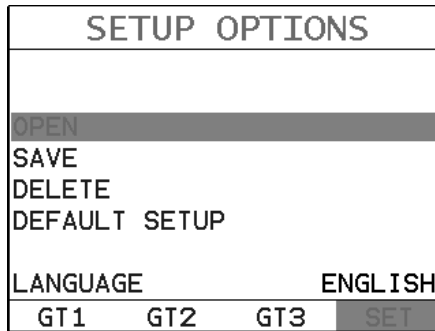 SETUP OPTIONS
OPEN
SAVE
DELETE
DEFAULT SETUP
LANGUAGE ENGLISH
GT1 GT2 GT3 SET